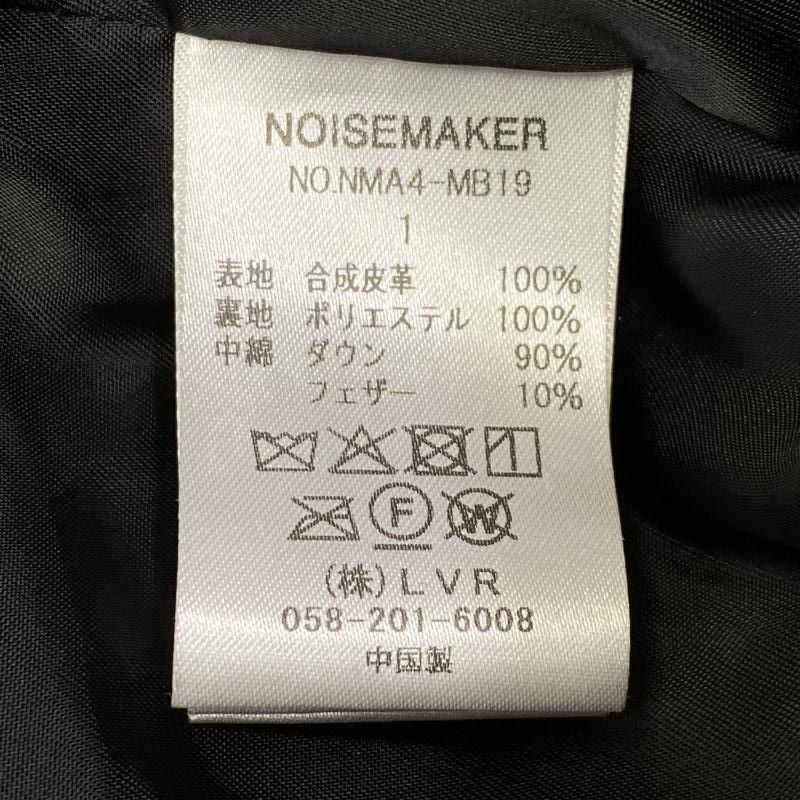 NOISEMAKER
NO.NMA4-MB19
1
表地 合成皮革 100%
裏地 ポリエステル 100%
中綿 ダウン 90%
フェザー 10%
F W
(株)LVR
058-201-6008
中国製